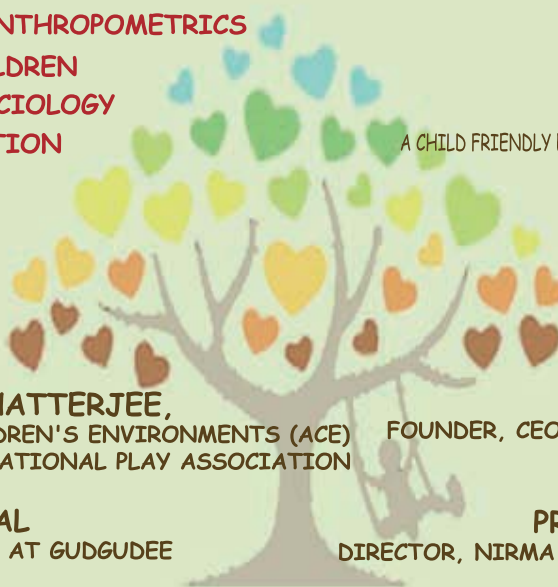 NTHROPOMETRICS
LDREN
CIOLOGY
TION
A CHILD FRIENDLY
HATTERJEE,
DREN'S ENVIRONMENTS (ACE)
ATIONAL PLAY ASSOCIATION
FOUNDER, CEO
AL
AT GUDGUDEE
PR
DIRECTOR, NIRMA